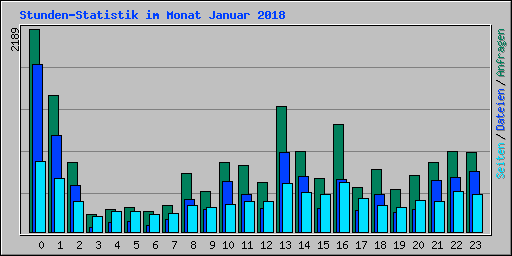 Stunden-Statistik im Monat Januar 2018
2189
Seiten / Dateien / Anfragen
0 1 2 3 4 5 6 7 8 9 10 11 12 13 14 15 16 17 18 19 20 21 22 23